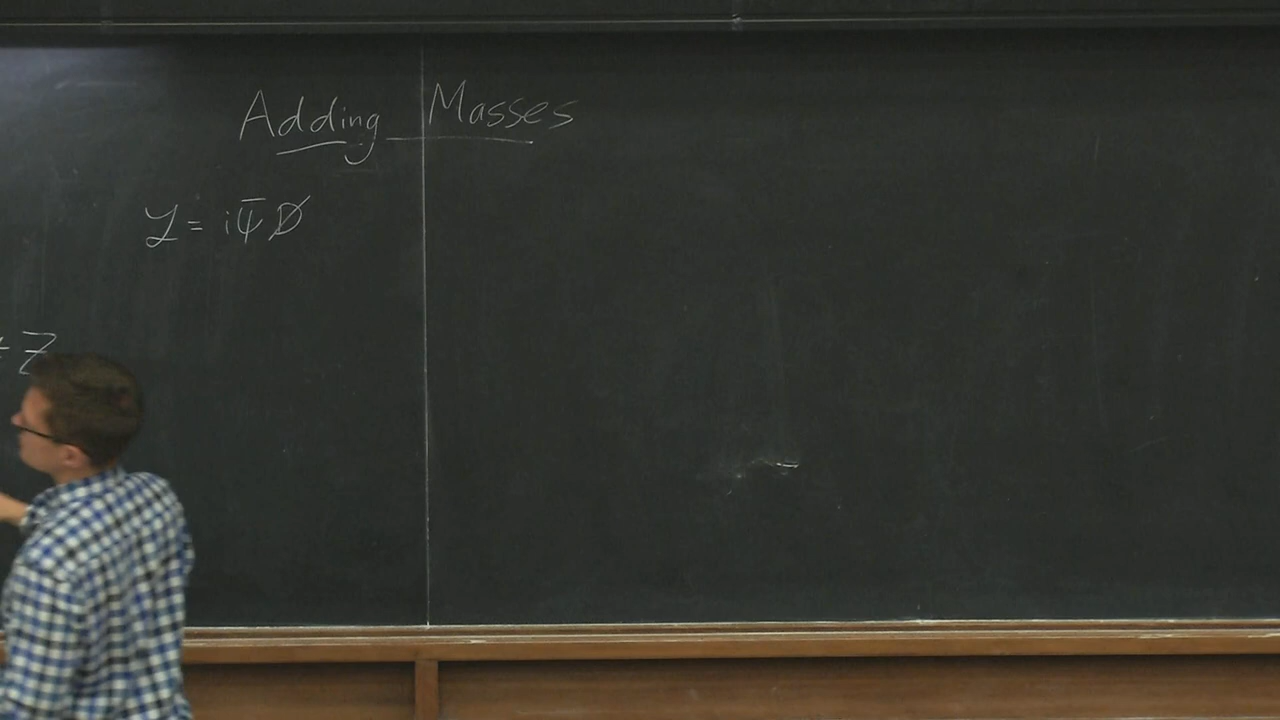 Adding Masses
ℒ = iψ̄ D̸
+ Z